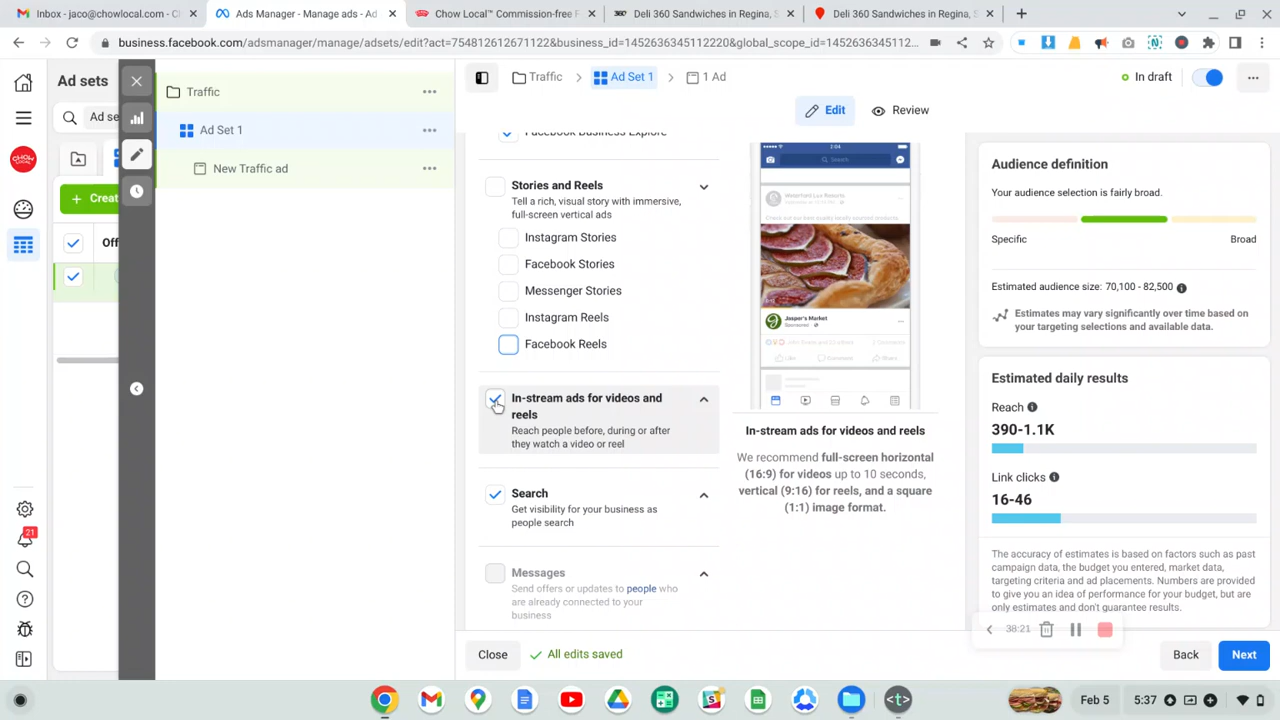 Inbox - jaco@chowlocal.com - C
Ads Manager - Manage ads - Ad
Chow Local™ Commission-free F
Deli 360 Sandwiches in Regina, S
Deli 360 Sandwiches in Regina, S
business.facebook.com/adsmanager/manage/adsets/edit?act=754812612671122&business_id=1452636345112220&global_scope_id=1452636345112...
Ad sets
Ad se
Off
Traffic
Ad Set 1
New Traffic ad
Traffic
Ad Set 1
1 Ad
In draft
Edit
Review
Facebook Business Explore
Stories and Reels
Tell a rich, visual story with immersive,
full-screen vertical ads
Instagram Stories
Facebook Stories
Messenger Stories
Instagram Reels
Facebook Reels
In-stream ads for videos and
reels
Reach people before, during or after
they watch a video or reel
Search
Get visibility for your business as
people search
Messages
Send offers or updates to people who
are already connected to your
business
2:04
Search
Jasper's Market
Sponsored
Like
Comment
Share
In-stream ads for videos and reels
We recommend full-screen horizontal
(16:9) for videos up to 10 seconds,
vertical (9:16) for reels, and a square
(1:1) image format.
Audience definition
Your audience selection is fairly broad.
Specific
Broad
Estimated audience size: 70,100 - 82,500
Estimates may vary significantly over time based on
your targeting selections and available data.
Estimated daily results
Reach
390-1.1K
Link clicks
16-46
The accuracy of estimates is based on factors such as past
campaign data, the budget you entered, market data,
targeting criteria and ad placements. Numbers are provided
to give you an idea of performance for your budget, but are
only estimates and don't guarantee results.
38:21
Close
All edits saved
Back
Next
21
Feb 5
5:37